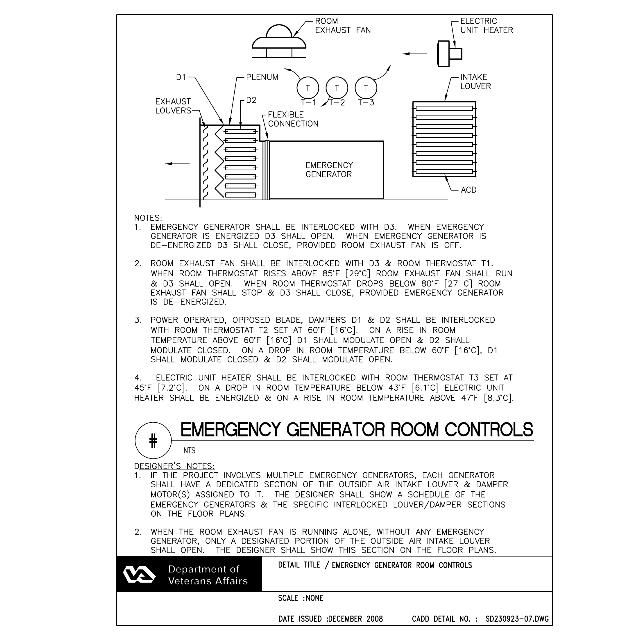 ROOM
EXHAUST FAN
ELECTRIC
UNIT HEATER
D1
PLENUM
INTAKE
LOUVER
T
T
T
T-1
T-2
T-3
D2
EXHAUST
LOUVERS
FLEXIBLE
CONNECTION
EMERGENCY
GENERATOR
ACD
NOTES:
1. EMERGENCY GENERATOR SHALL BE INTERLOCKED WITH D3. WHEN EMERGENCY
GENERATOR IS ENERGIZED D3 SHALL OPEN. WHEN EMERGENCY GENERATOR IS
DE-ENERGIZED D3 SHALL CLOSE, PROVIDED ROOM EXHAUST FAN IS OFF.
2. ROOM EXHAUST FAN SHALL BE INTERLOCKED WITH D3 & ROOM THERMOSTAT T1.
WHEN ROOM THERMOSTAT RISES ABOVE 85°F [29°C] ROOM EXHAUST FAN SHALL RUN
& D3 SHALL OPEN. WHEN ROOM THERMOSTAT DROPS BELOW 80°F [27°C] ROOM
EXHAUST FAN SHALL STOP & D3 SHALL CLOSE, PROVIDED EMERGENCY GENERATOR
IS DE-ENERGIZED.
3. POWER OPERATED, OPPOSED BLADE, DAMPERS D1 & D2 SHALL BE INTERLOCKED
WITH ROOM THERMOSTAT T2 SET AT 60°F [16°C]. ON A RISE IN ROOM
TEMPERATURE ABOVE 60°F [16°C] D1 SHALL MODULATE OPEN & D2 SHALL
MODULATE CLOSED. ON A DROP IN ROOM TEMPERATURE BELOW 60°F [16°C], D1
SHALL MODULATE CLOSED & D2 SHALL MODULATE OPEN.
4. ELECTRIC UNIT HEATER SHALL BE INTERLOCKED WITH ROOM THERMOSTAT T3 SET AT
45°F [7.2°C]. ON A DROP IN ROOM TEMPERATURE BELOW 43°F [6.1°C] ELECTRIC UNIT
HEATER SHALL BE ENERGIZED & ON A RISE IN ROOM TEMPERATURE ABOVE 47°F [8.3°C].
# EMERGENCY GENERATOR ROOM CONTROLS
NTS
DESIGNER'S NOTES:
1. IF THE PROJECT INVOLVES MULTIPLE EMERGENCY GENERATORS, EACH GENERATOR
SHALL HAVE A DEDICATED SECTION OF THE OUTSIDE AIR INTAKE LOUVER & DAMPER
MOTOR(S) ASSIGNED TO IT. THE DESIGNER SHALL SHOW A SCHEDULE OF THE
EMERGENCY GENERATORS & THE SPECIFIC INTERLOCKED LOUVER/DAMPER SECTIONS
ON THE FLOOR PLANS.
2. WHEN THE ROOM EXHAUST FAN IS RUNNING ALONE, WITHOUT ANY EMERGENCY
GENERATOR, ONLY A DESIGNATED PORTION OF THE OUTSIDE AIR INTAKE LOUVER
SHALL OPEN. THE DESIGNER SHALL SHOW THIS SECTION ON THE FLOOR PLANS.
Department of
Veterans Affairs
DETAIL TITLE / EMERGENCY GENERATOR ROOM CONTROLS
SCALE :NONE
DATE ISSUED :DECEMBER 2008
CADD DETAIL NO. : SD230923-07.DWG